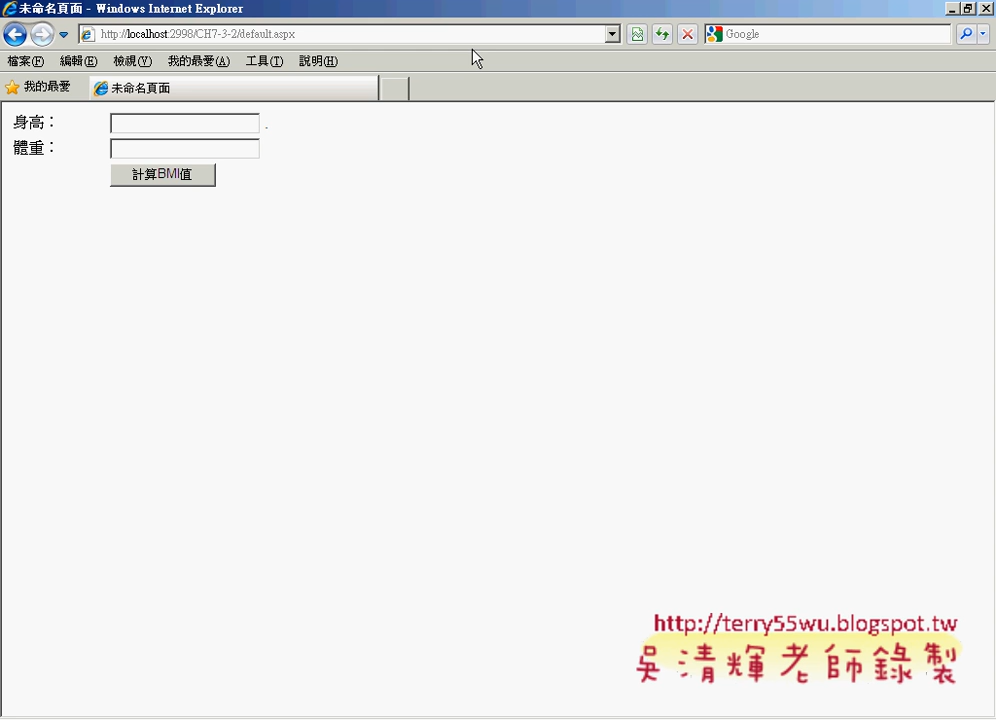 未命名頁面 - Windows Internet Explorer
http://localhost:2998/CH7-3-2/default.aspx
Google
檔案(F) 編輯(E) 檢視(V) 我的最愛(A) 工具(T) 說明(H)
我的最愛 未命名頁面
身高： .
體重：
計算BMI值
http://terry55wu.blogspot.tw
吳清輝老師錄製